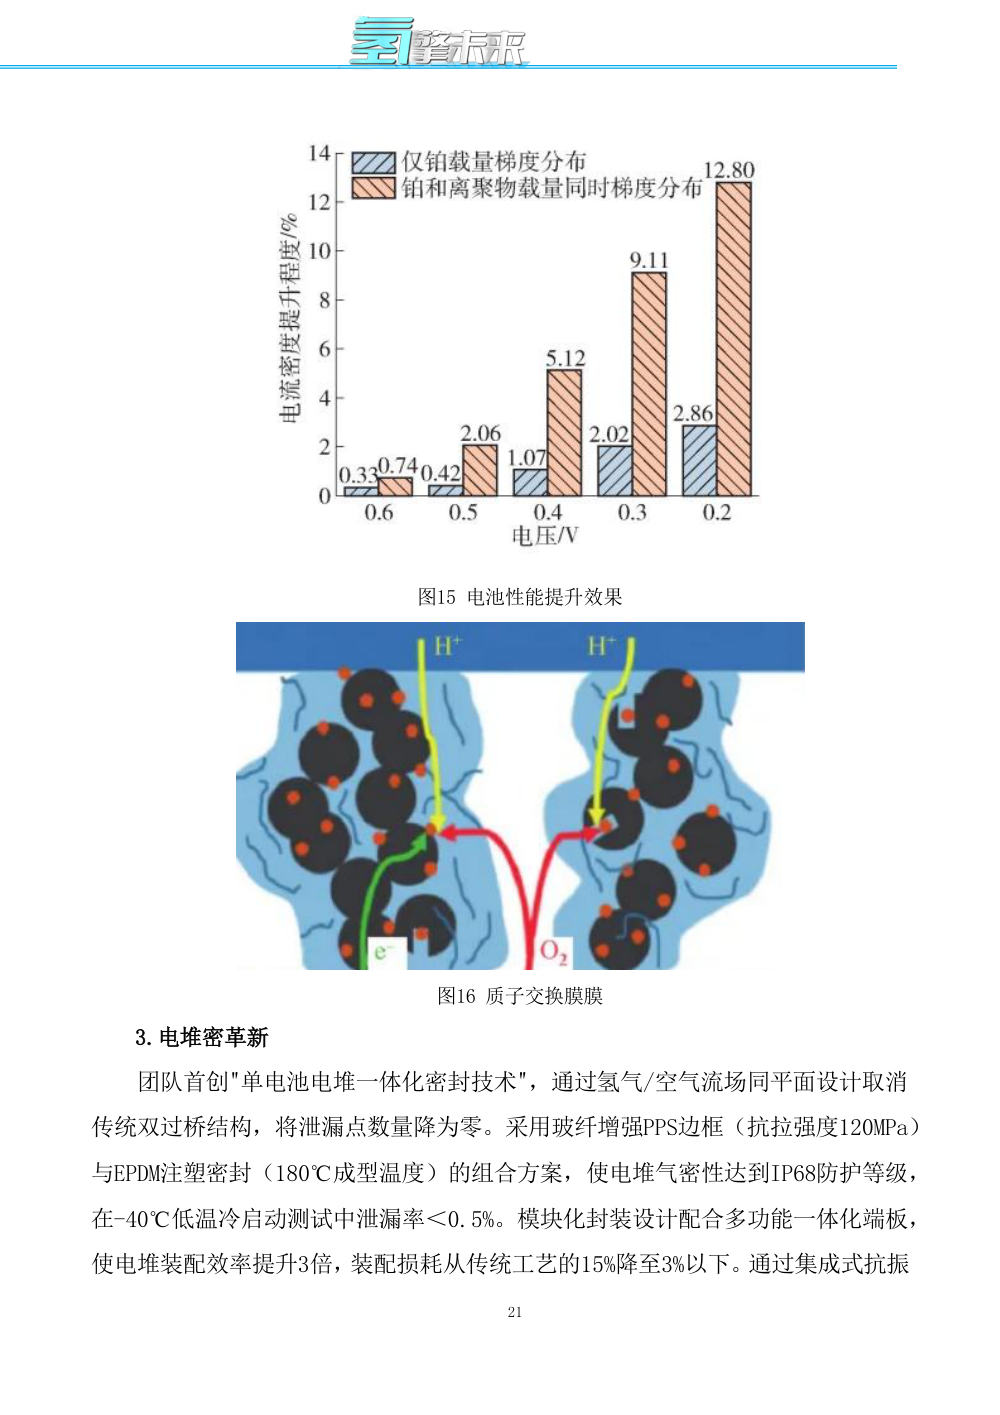 氢擎未来
14
仅铂载量梯度分布
铂和离聚物载量同时梯度分布
12.80
12
10
9.11
8
6
5.12
4
2.86
2
2.06
2.02
1.07
0.33
0.74
0.42
0
电流密度提升程度/%
0.6 0.5 0.4 0.3 0.2
电压/V
图15 电池性能提升效果
H⁺ H⁺
e⁻ O₂
图16 质子交换膜膜
3.电堆密革新
团队首创"单电池电堆一体化密封技术"，通过氢气/空气流场同平面设计取消
传统双过桥结构，将泄漏点数量降为零。采用玻纤增强PPS边框（抗拉强度120MPa）
与EPDM注塑密封（180℃成型温度）的组合方案，使电堆气密性达到IP68防护等级，
在-40℃低温冷启动测试中泄漏率＜0.5%。模块化封装设计配合多功能一体化端板，
使电堆装配效率提升3倍，装配损耗从传统工艺的15%降至3%以下。通过集成式抗振
21